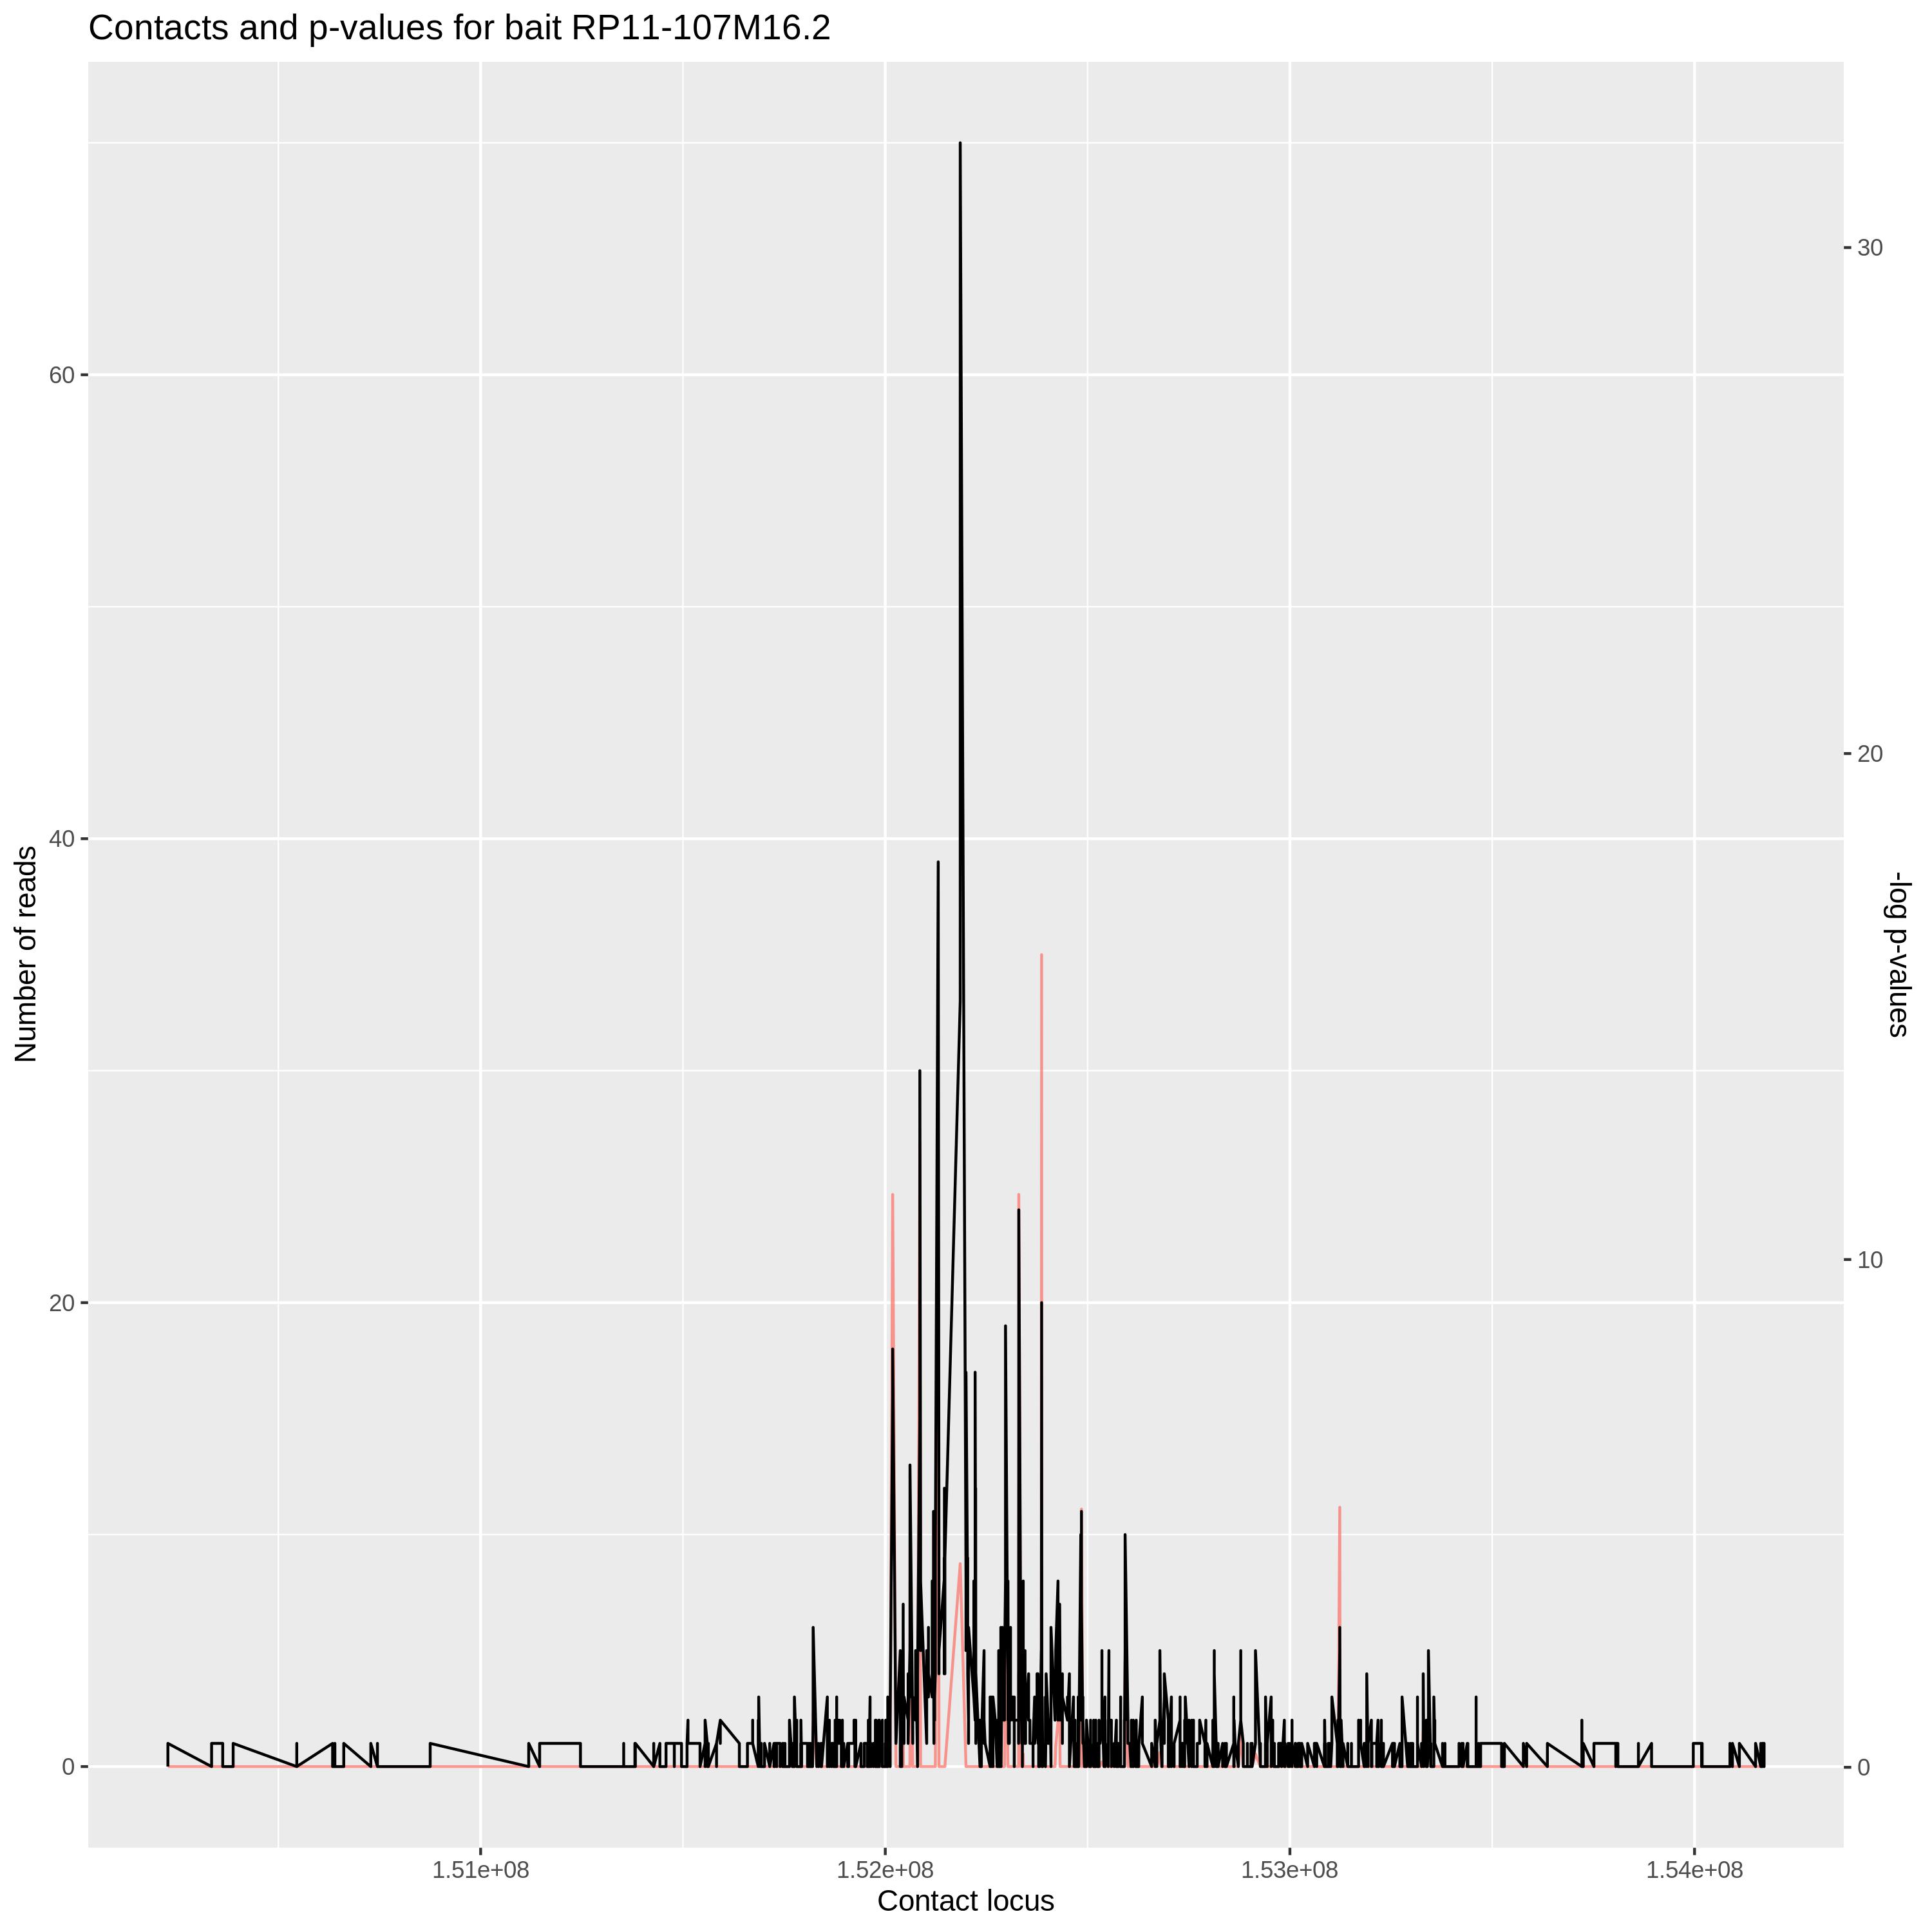 Contacts and p-values for bait RP11-107M16.2
Number of reads
60
40
20
0
30
20
10
0
-log p-values
1.51e+08 1.52e+08 1.53e+08 1.54e+08
Contact locus